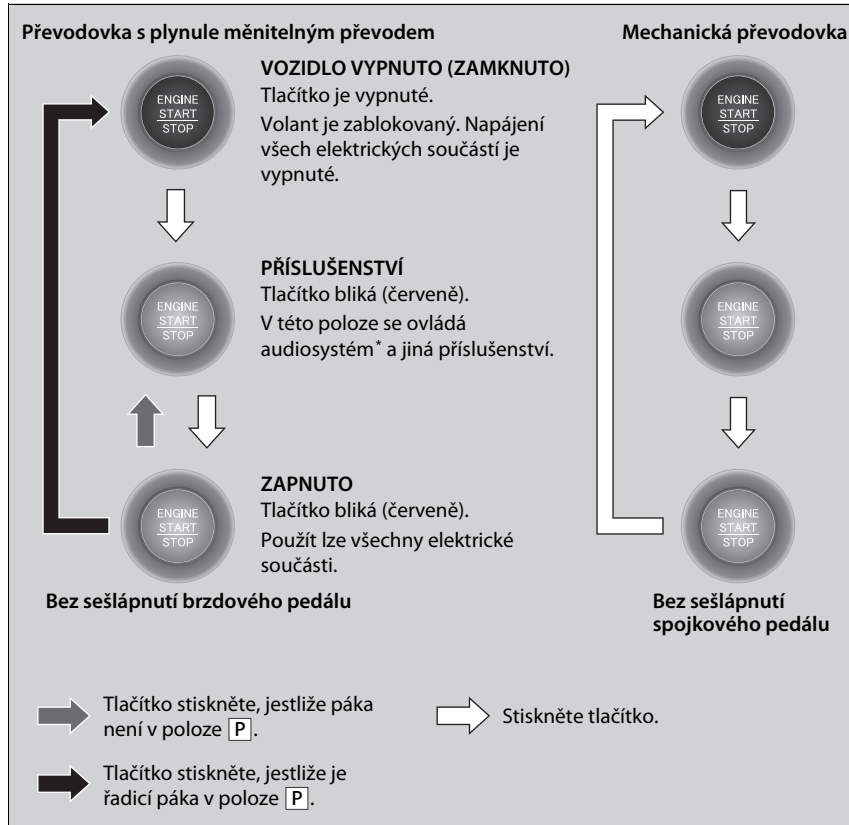 Převodovka s plynule měnitelným převodem
Mechanická převodovka
ENGINE
START
STOP
VOZIDLO VYPNUTO (ZAMKNUTO)
Tlačítko je vypnuté.
Volant je zablokovaný. Napájení
všech elektrických součástí je
vypnuté.
ENGINE
START
STOP
ENGINE
START
STOP
PŘÍSLUŠENSTVÍ
Tlačítko bliká (červeně).
V této poloze se ovládá
audiosystém* a jiná příslušenství.
ENGINE
START
STOP
ENGINE
START
STOP
ZAPNUTO
Tlačítko bliká (červeně).
Použít lze všechny elektrické
součásti.
ENGINE
START
STOP
Bez sešlápnutí brzdového pedálu
Bez sešlápnutí
spojkového pedálu
Tlačítko stiskněte, jestliže páka
není v poloze P.
Stiskněte tlačítko.
Tlačítko stiskněte, jestliže je
řadicí páka v poloze P.